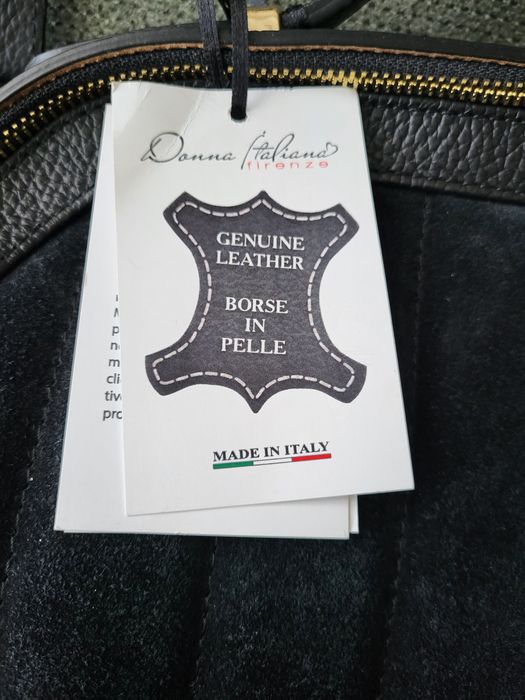 Donna Italiana
firenze
GENUINE
LEATHER
BORSE
IN
PELLE
MADE IN ITALY